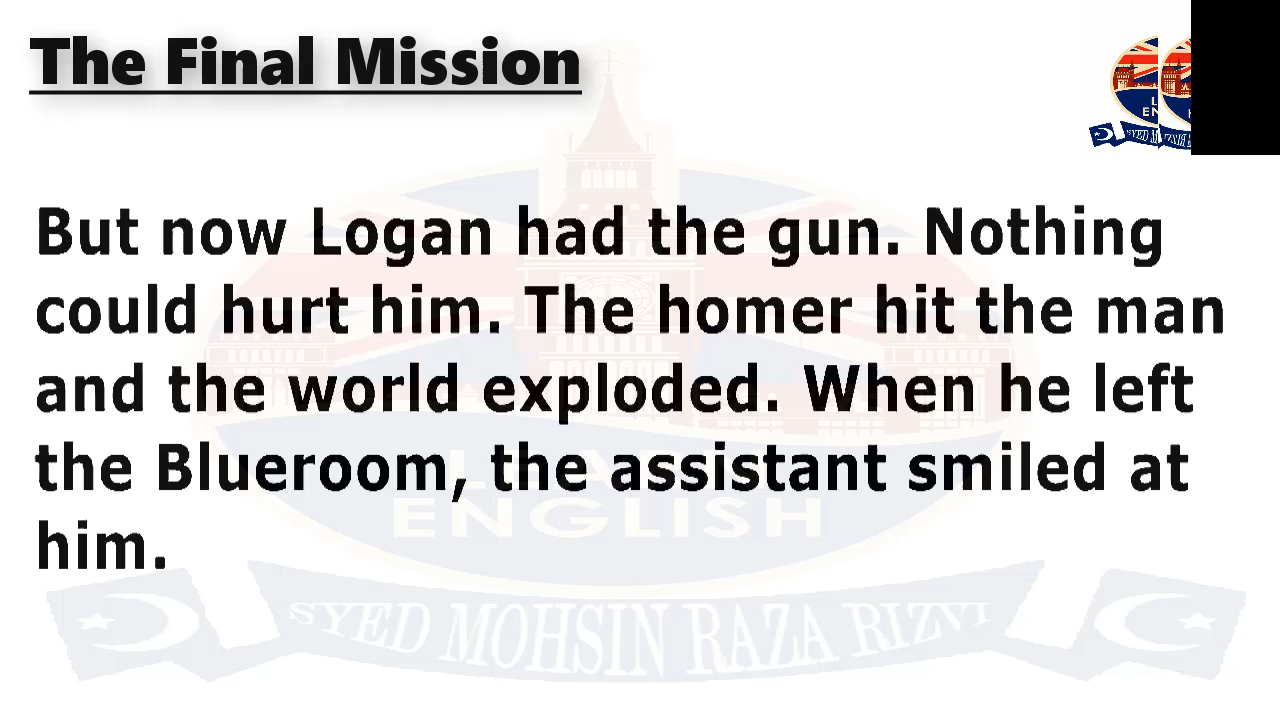 The Final Mission
But now Logan had the gun. Nothing
could hurt him. The homer hit the man
and the world exploded. When he left
the Blueroom, the assistant smiled at
him.
ENGLISH
SYED MOHSIN RAZA RIZVI